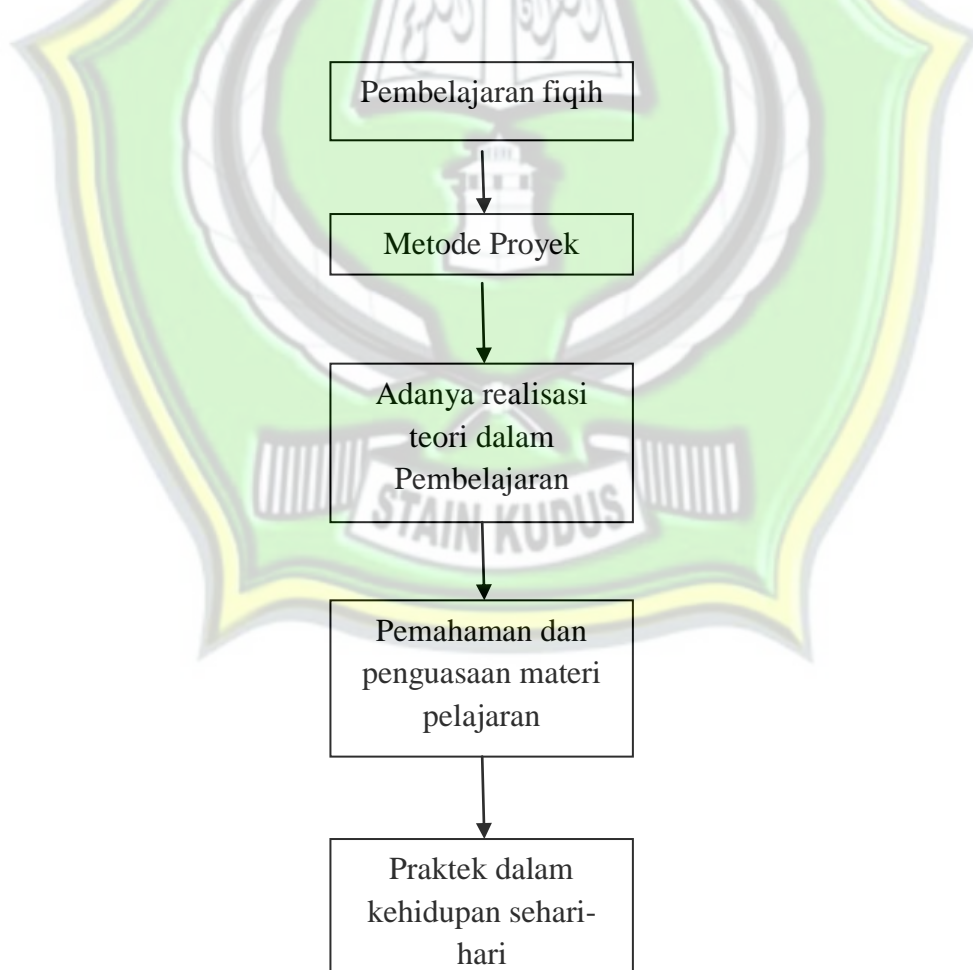 Pembelajaran fiqih
Metode Proyek
Adanya realisasi
teori dalam
Pembelajaran
STAIN KUDUS
Pemahaman dan
penguasaan materi
pelajaran
Praktek dalam
kehidupan sehari-
hari